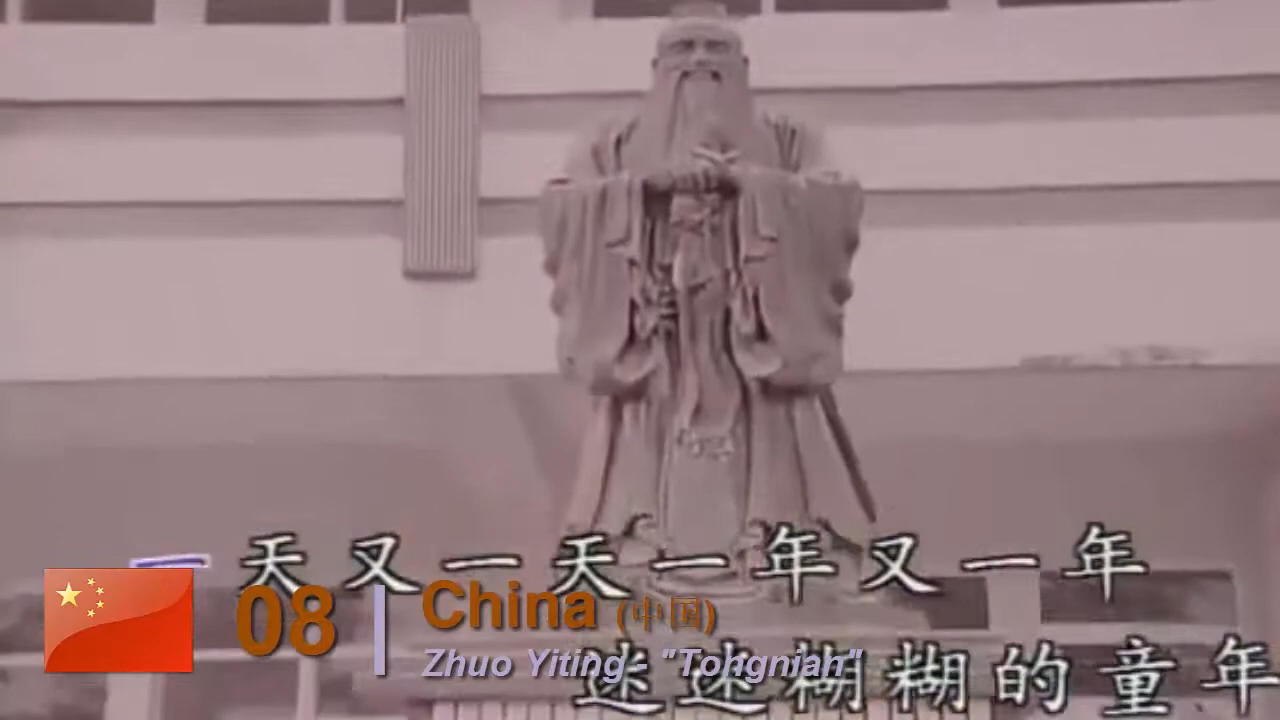 一天又一天一年又一年
08
China (中国)
Zhuo Yiting - "Tongnian"
迷迷糊糊的童年